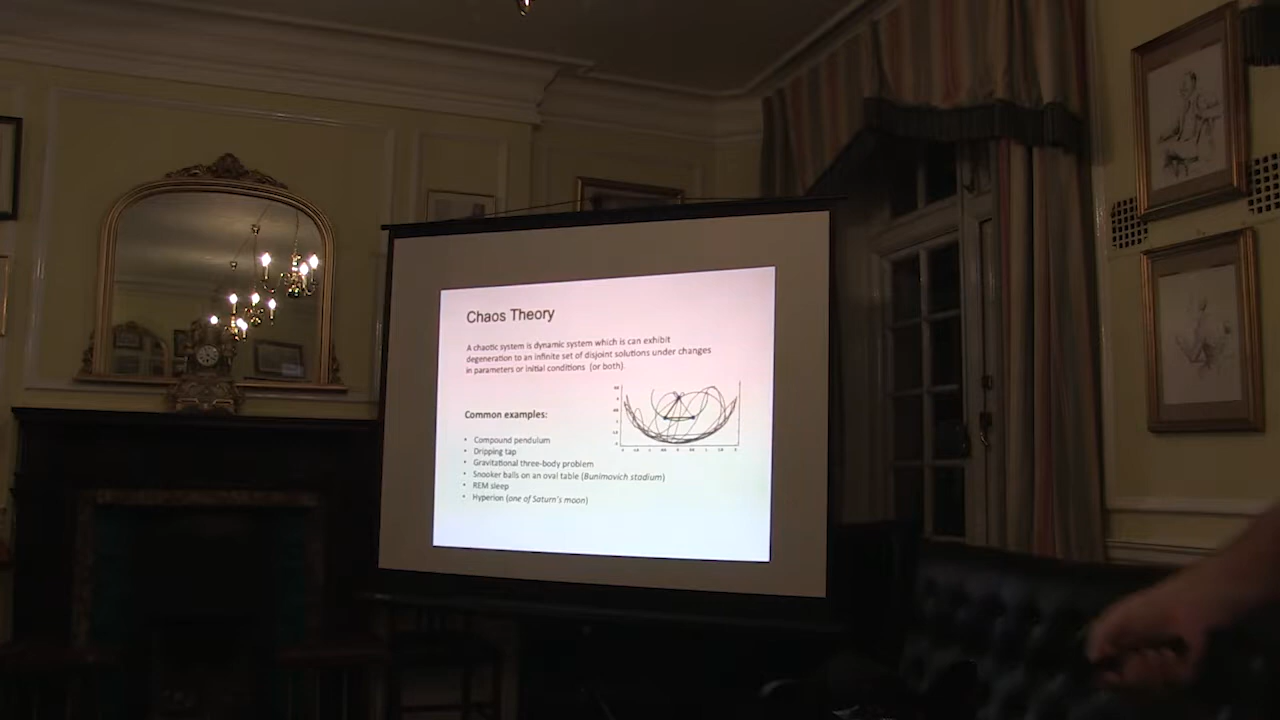 Chaos Theory
A chaotic system is dynamic system which is can exhibit
degeneration to an infinite set of disjoint solutions under changes
in parameters or initial conditions (or both)
Common examples:
• Compound pendulum
• Dripping tap
• Gravitational three-body problem
• Snooker balls on an oval table (Bunimovich stadium)
• REM sleep
• Hyperion (one of Saturn's moon)